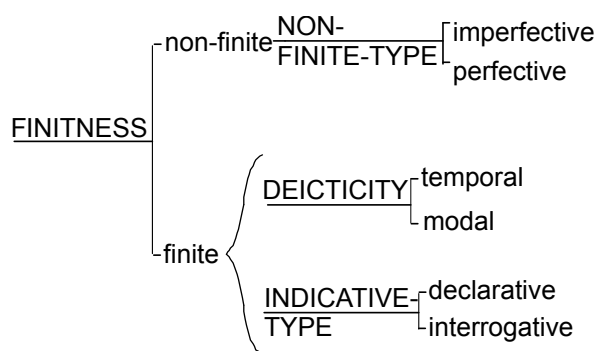 NON-
non-finite FINITE-TYPE imperfective
perfective
FINITNESS
DEICTICITY temporal
modal
finite
INDICATIVE- declarative
TYPE interrogative